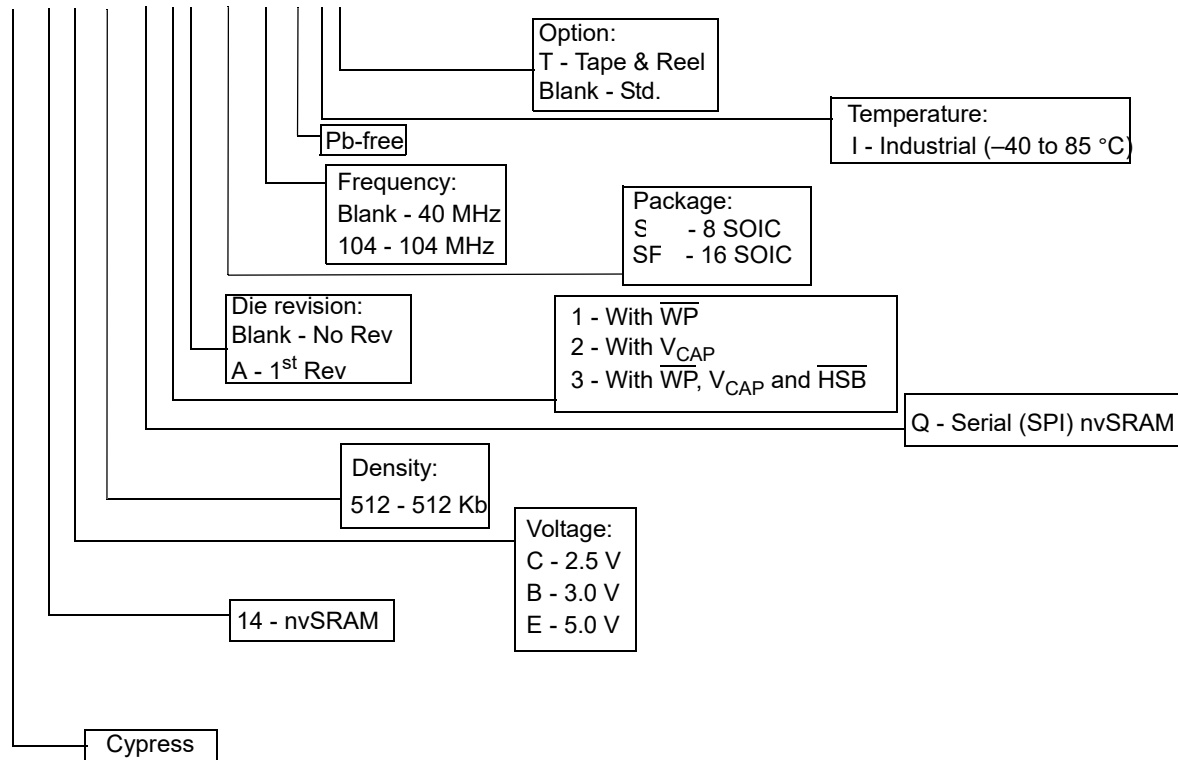 Option:
T - Tape & Reel
Blank - Std.
Temperature:
I - Industrial (–40 to 85 °C)
Pb-free
Frequency:
Blank - 40 MHz
104 - 104 MHz
Package:
S - 8 SOIC
SF - 16 SOIC
Die revision:
Blank - No Rev
A - 1st Rev
1 - With W̅P̅
2 - With VCAP
3 - With W̅P̅, VCAP and H̅S̅B̅
Q - Serial (SPI) nvSRAM
Density:
512 - 512 Kb
Voltage:
C - 2.5 V
B - 3.0 V
E - 5.0 V
14 - nvSRAM
Cypress